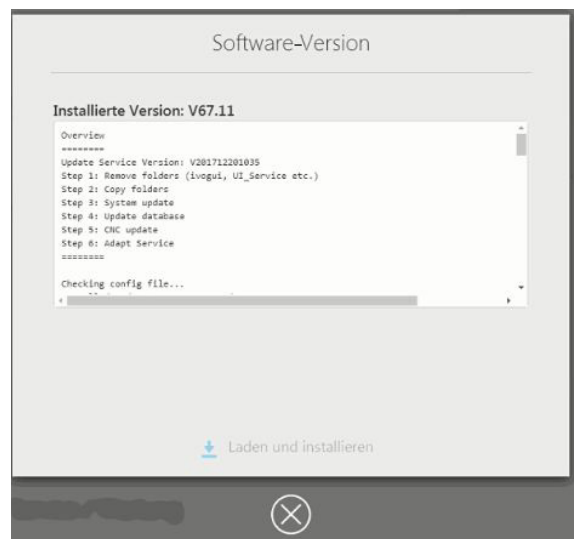 Software-Version
Installierte Version: V67.11
Overview
========
Update Service Version: V201712201035
Step 1: Remove folders (ivogui, UI_Service etc.)
Step 2: Copy folders
Step 3: System update
Step 4: Update database
Step 5: CNC update
Step 6: Adapt Service
========
Checking config file...
Laden und installieren